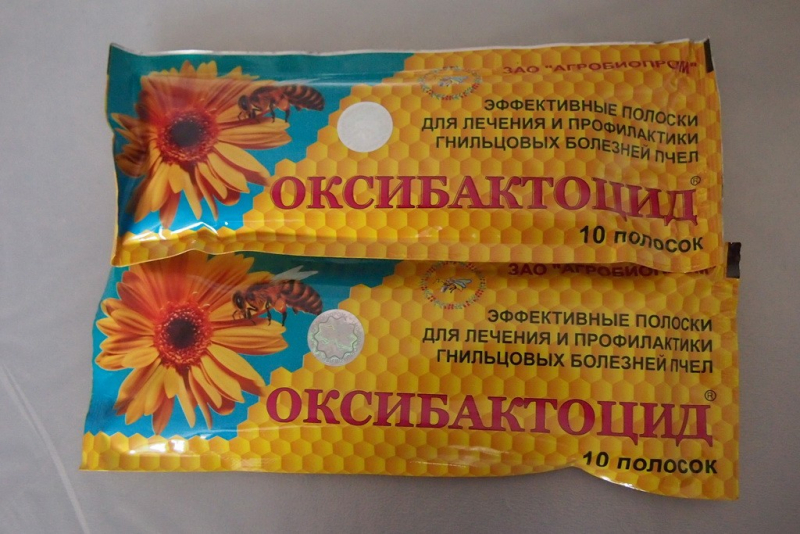 ЗАО "АГРОБИОПРОМ"
ЭФФЕКТИВНЫЕ ПОЛОСКИ
ДЛЯ ЛЕЧЕНИЯ И ПРОФИЛАКТИКИ
ГНИЛЬЦОВЫХ БОЛЕЗНЕЙ ПЧЕЛ
ОКСИБАКТОЦИД®
10 ПОЛОСОК
ЗАО "АГРОБИОПРОМ"
ЭФФЕКТИВНЫЕ ПОЛОСКИ
ДЛЯ ЛЕЧЕНИЯ И ПРОФИЛАКТИКИ
ГНИЛЬЦОВЫХ БОЛЕЗНЕЙ ПЧЕЛ
ОКСИБАКТОЦИД®
10 ПОЛОСОК